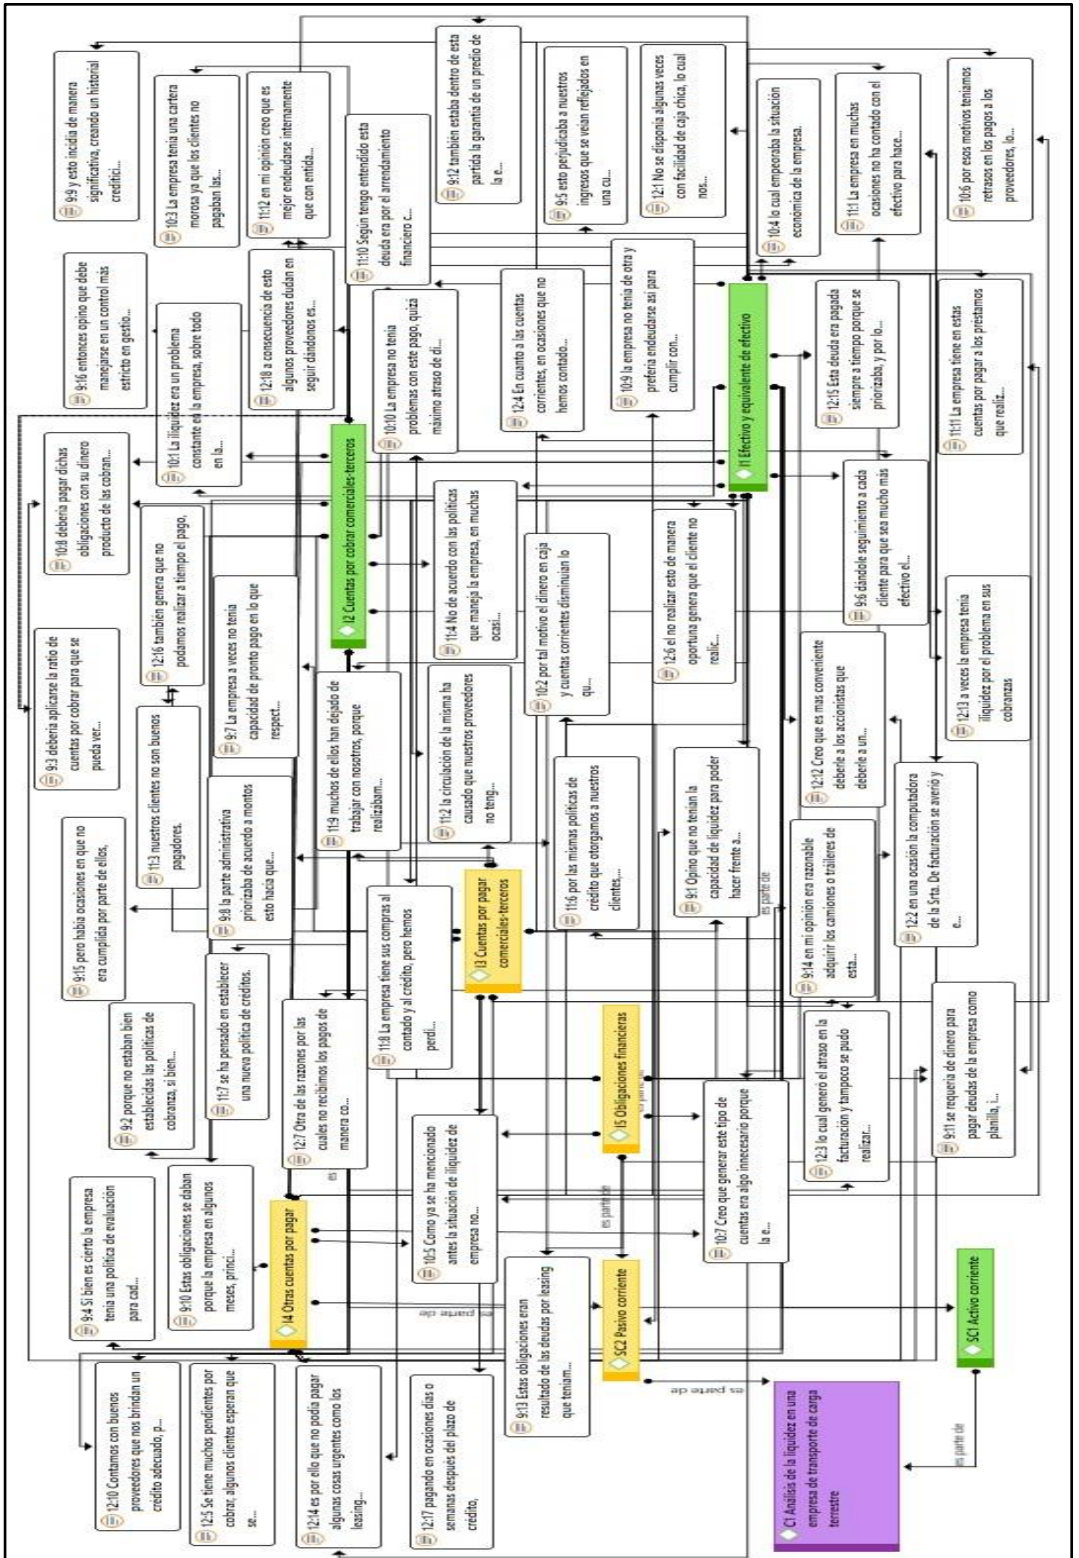 9:4 Si bien es cierto la empresa
tenía una política de evaluación
para cad...
9:2 porque no estaban bien
establecidas las políticas de
cobranza, si bien...
9:15 pero había ocasiones en que no
era cumplida por parte de ellos,
9:3 debería aplicarse la ratio de
cuentas por cobrar para que se
pueda ver...
10:8 debería pagar dichas
obligaciones con su dinero
producto de las cobran...
9:16 entonces opino que debe
manejarse en un control más
estricto en gestio...
9:9 y esto incidía de manera
significativa, creando un historial
creditici...
12:10 Contamos con buenos
proveedores que nos brindan un
crédito adecuado, p...
9:10 Estas obligaciones se daban
porque la empresa en algunos
meses, princi...
11:7 se ha pensado en establecer
una nueva política de créditos.
11:3 nuestros clientes no son buenos
pagadores.
12:16 también genera que no
podamos realizar a tiempo el pago,
10:1 La iliquidez era un problema
constante en la empresa, sobre todo
en la...
10:3 La empresa tenía una cartera
morosa ya que los clientes no
pagaban las...
12:5 Se tiene muchos pendientes por
cobrar, algunos clientes esperan que
se...
9:8 la parte administrativa
priorizaba de acuerdo a montos
esto hacía que...
9:7 La empresa a veces no tenía
capacidad de pronto pago en lo que
respect...
12:18 a consecuencia de esto
algunos proveedores dudan en
seguir dándonos es...
11:12 en mi opinión creo que es
mejor endeudarse internamente
que con entida...
I4 Otras cuentas por pagar
12:7 Otra de las razones por las
cuales no recibimos los pagos de
manera co...
11:9 muchos de ellos han dejado de
trabajar con nosotros, porque
realizábam...
I2 Cuentas por cobrar comerciales-terceros
11:10 Según tengo entendido esta
deuda era por el arrendamiento
financiero c...
12:14 es por ello que no podía pagar
algunas cosas urgentes como los
leasing...
es
11:8 La empresa tiene sus compras al
contado y al crédito, pero hemos
perdi...
10:10 La empresa no tenía
problemas con este pago, quizá
máximo atraso de di...
9:12 también estaba dentro de esta
partida la garantía de un predio de
la e...
12:17 pagando en ocasiones días o
semanas después del plazo de
crédito,
es parte de
10:5 Como ya se ha mencionado
antes la situación de iliquidez de
empresa no...
I3 Cuentas por pagar
comerciales-terceros
11:2 la circulación de la misma ha
causado que nuestros proveedores
no teng...
11:4 No de acuerdo con las políticas
que maneja la empresa, en muchas
ocasi...
12:4 En cuanto a las cuentas
corrientes, en ocasiones que no
hemos contado...
9:5 esto perjudicaba a nuestros
ingresos que se veían reflejados en
una cu...
9:13 Estas obligaciones eran
resultado de las deudas por leasing
que teníam...
11:6 por las mismas políticas de
crédito que otorgamos a nuestros
clientes,...
10:2 por tal motivo el dinero en caja
y cuentas corrientes disminuían lo
qu...
10:9 la empresa no tenía de otra y
prefería endeudarse así para
cumplir con...
12:1 No se disponía algunas veces
con facilidad de caja chica, lo cual
nos...
SC2 Pasivo corriente
es parte de
I5 Obligaciones financieras
es parte de
9:1 Opino que no tenían la
capacidad de liquidez para poder
hacer frente a...
12:6 el no realizar esto de manera
oportuna genera que el cliente no
realic...
I1 Efectivo y equivalente de efectivo
10:4 lo cual empeoraba la situación
económica de la empresa.
es parte de
10:7 Creo que generar este tipo de
cuentas era algo innecesario porque
la e...
es parte de
9:14 en mi opinión era razonable
adquirir los camiones o tráileres de
esta...
12:12 Creo que es mas conveniente
deberle a los accionistas que
deberle a un...
9:6 dándole seguimiento a cada
cliente para que sea mucho más
efectivo el...
12:15 Esta deuda era pagada
siempre a tiempo porque se
priorizaba, y por lo...
11:1 La empresa en muchas
ocasiones no ha contado con el
efectivo para hace...
C1 Análisis de la liquidez en una
empresa de transporte de carga
terrestre
12:3 lo cual generó el atraso en la
facturación y tampoco se pudo
realizar...
12:2 en una ocasión la computadora
de la Srta. De facturación se averió y
e...
12:13 a veces la empresa tenía
iliquidez por el problema en sus
cobranzas
11:11 La empresa tiene en estas
cuentas por pagar a los préstamos
que realiz...
10:6 por esos motivos teníamos
retrasos en los pagos a los
proveedores, lo...
es parte de
SC1 Activo corriente
9:11 se requería de dinero para
pagar deudas de la empresa como
planilla, i...